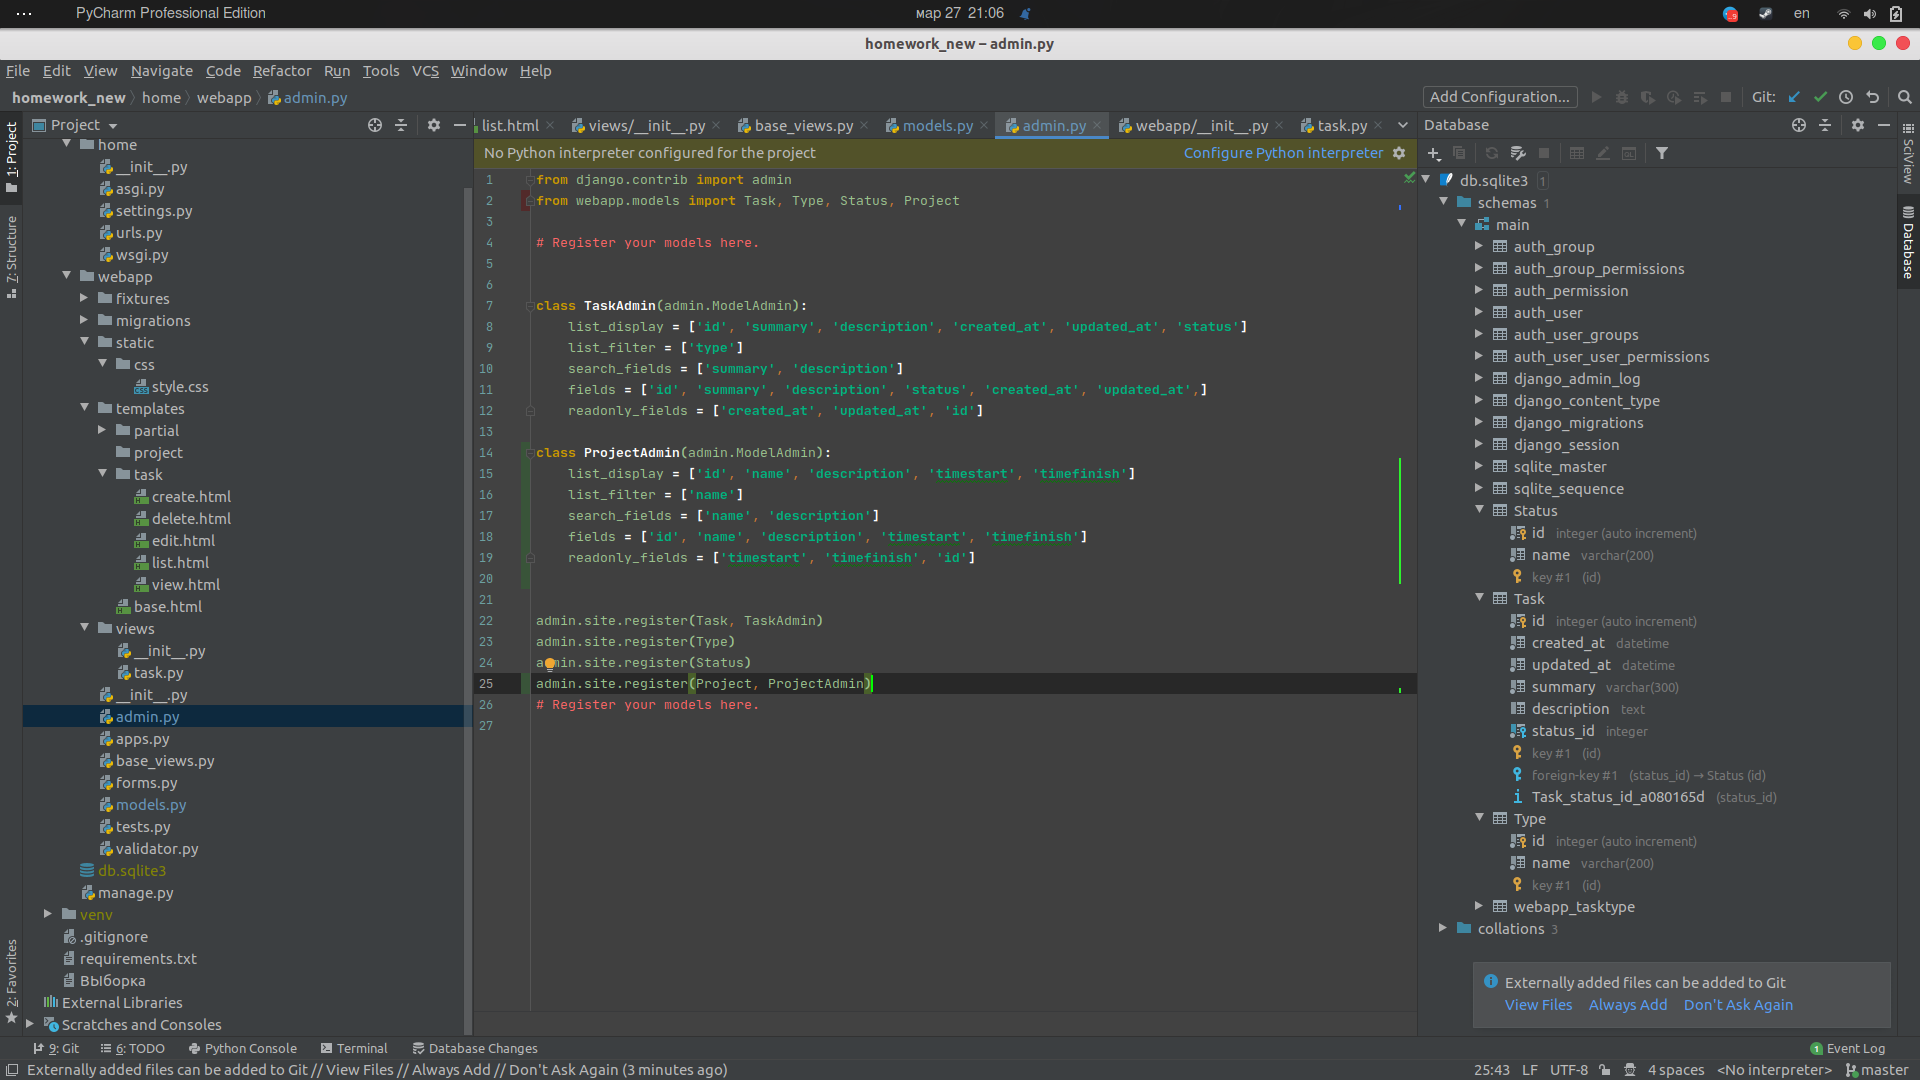 PyCharm Professional Edition
мар 27 21:06
en
homework_new – admin.py
File Edit View Navigate Code Refactor Run Tools VCS Window Help
homework_new home webapp admin.py
Add Configuration...
Git:
Project
list.html
views/__init__.py
base_views.py
models.py
admin.py
webapp/__init__.py
task.py
Database
1: Project
7: Structure
2: Favorites
SciView
Database
home
__init__.py
asgi.py
settings.py
urls.py
wsgi.py
webapp
fixtures
migrations
static
css
style.css
templates
partial
project
task
create.html
delete.html
edit.html
list.html
view.html
base.html
views
__init__.py
task.py
__init__.py
admin.py
apps.py
base_views.py
forms.py
models.py
tests.py
validator.py
db.sqlite3
manage.py
venv
.gitignore
requirements.txt
ВЫборка
External Libraries
Scratches and Consoles
No Python interpreter configured for the project
Configure Python interpreter
1 from django.contrib import admin
2 from webapp.models import Task, Type, Status, Project
3
4 # Register your models here.
5
6
7 class TaskAdmin(admin.ModelAdmin):
8 list_display = ['id', 'summary', 'description', 'created_at', 'updated_at', 'status']
9 list_filter = ['type']
10 search_fields = ['summary', 'description']
11 fields = ['id', 'summary', 'description', 'status', 'created_at', 'updated_at',]
12 readonly_fields = ['created_at', 'updated_at', 'id']
13
14 class ProjectAdmin(admin.ModelAdmin):
15 list_display = ['id', 'name', 'description', 'timestart', 'timefinish']
16 list_filter = ['name']
17 search_fields = ['name', 'description']
18 fields = ['id', 'name', 'description', 'timestart', 'timefinish']
19 readonly_fields = ['timestart', 'timefinish', 'id']
20
21
22 admin.site.register(Task, TaskAdmin)
23 admin.site.register(Type)
24 admin.site.register(Status)
25 admin.site.register(Project, ProjectAdmin)
26 # Register your models here.
27
db.sqlite3 1
schemas 1
main
auth_group
auth_group_permissions
auth_permission
auth_user
auth_user_groups
auth_user_user_permissions
django_admin_log
django_content_type
django_migrations
django_session
sqlite_master
sqlite_sequence
Status
id integer (auto increment)
name varchar(200)
key #1 (id)
Task
id integer (auto increment)
created_at datetime
updated_at datetime
summary varchar(300)
description text
status_id integer
key #1 (id)
foreign-key #1 (status_id) → Status (id)
Task_status_id_a080165d (status_id)
Type
id integer (auto increment)
name varchar(200)
key #1 (id)
webapp_tasktype
collations 3
Externally added files can be added to Git
View Files Always Add Don't Ask Again
9: Git 6: TODO Python Console Terminal Database Changes
1 Event Log
Externally added files can be added to Git // View Files // Always Add // Don't Ask Again (3 minutes ago)
25:43 LF UTF-8 4 spaces <No interpreter> master